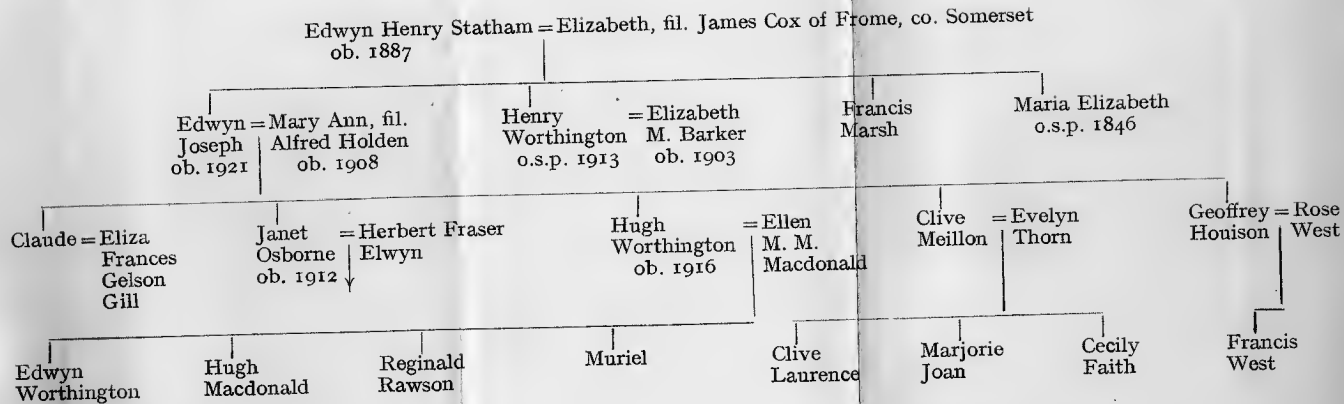 Edwyn Henry Statham = Elizabeth, fil. James Cox of Frome, co. Somerset
ob. 1887
Edwyn = Mary Ann, fil.
Joseph Alfred Holden
ob. 1921 ob. 1908
Henry = Elizabeth
Worthington M. Barker
o.s.p. 1913 ob. 1903
Francis
Marsh
Maria Elizabeth
o.s.p. 1846
Claude = Eliza
Frances
Gelson
Gill
Janet = Herbert Fraser
Osborne Elwyn
ob. 1912
Hugh = Ellen
Worthington M. M.
ob. 1916 Macdonald
Clive = Evelyn
Meillon Thorn
Geoffrey = Rose
Houison West
Edwyn
Worthington
Hugh
Macdonald
Reginald
Rawson
Muriel
Clive
Laurence
Marjorie
Joan
Cecily
Faith
Francis
West